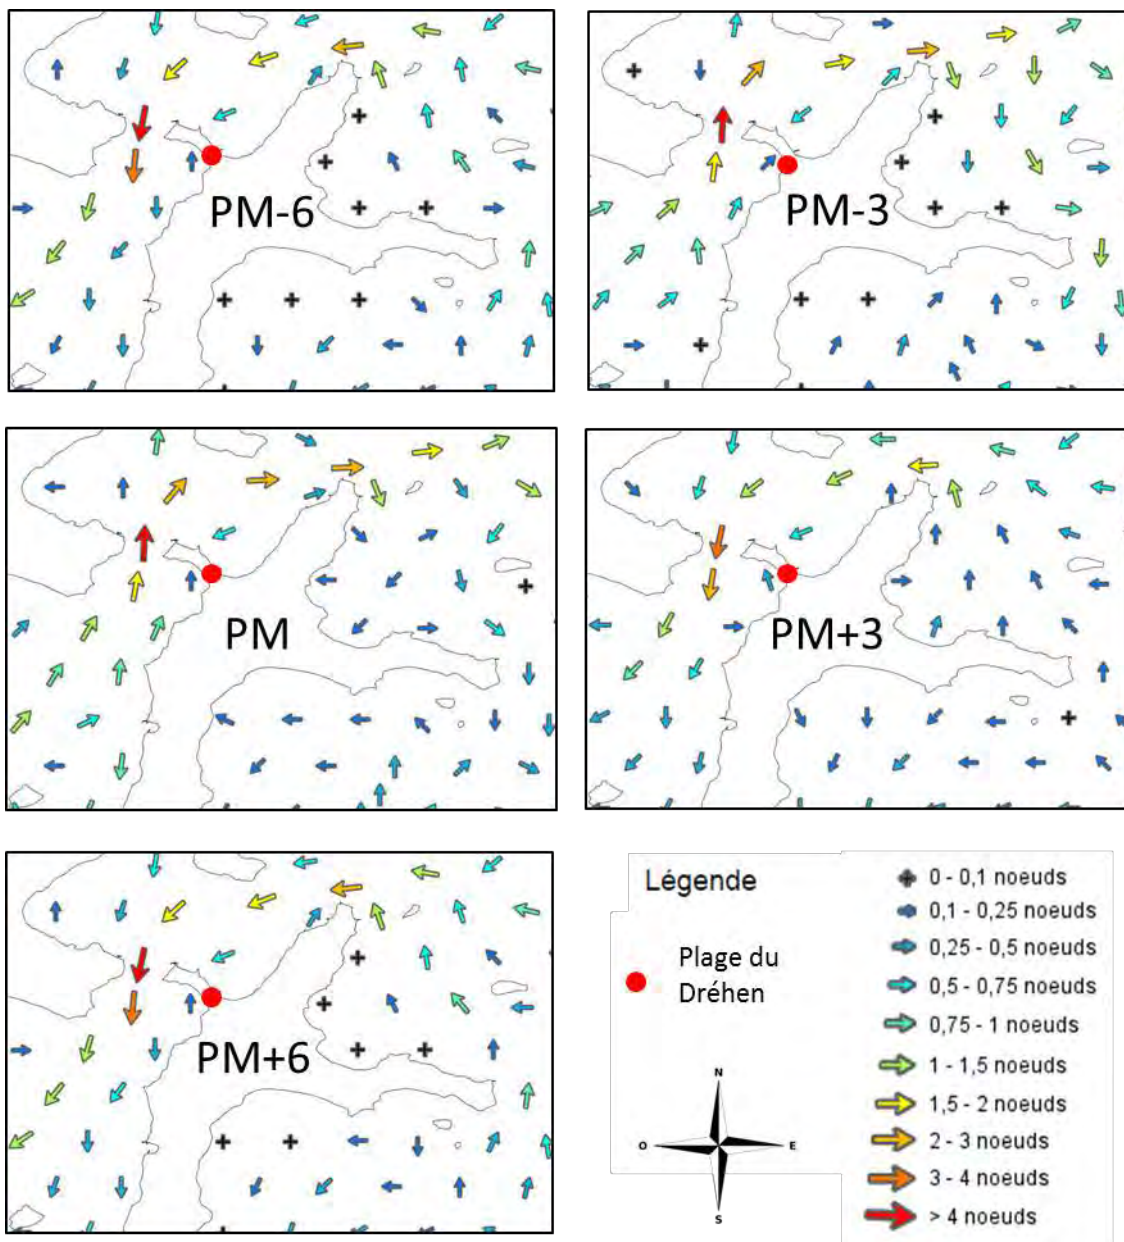 PM-6
PM-3
PM
PM+3
PM+6
Légende
Plage du
Dréhen
N
O
E
S
0 - 0,1 noeuds
0,1 - 0,25 noeuds
0,25 - 0,5 noeuds
0,5 - 0,75 noeuds
0,75 - 1 noeuds
1 - 1,5 noeuds
1,5 - 2 noeuds
2 - 3 noeuds
3 - 4 noeuds
> 4 noeuds